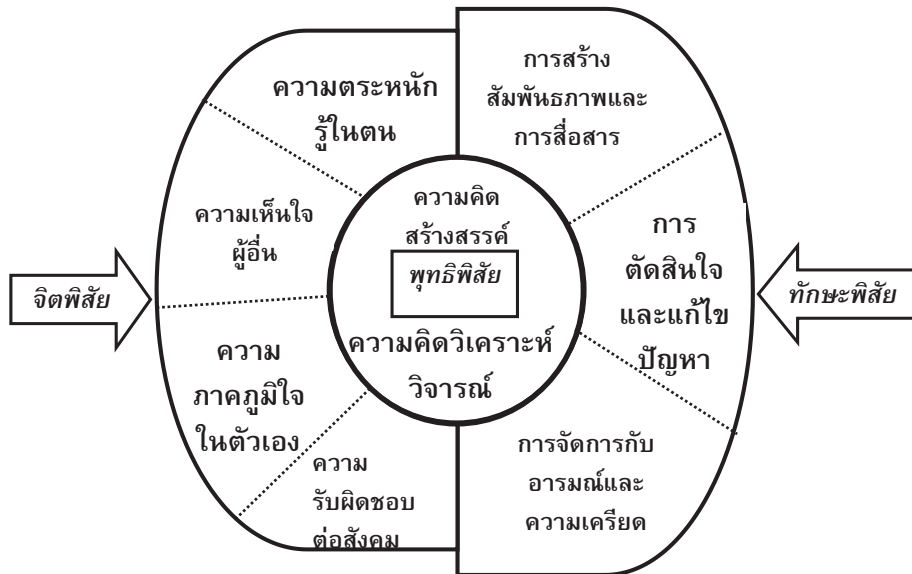 ความตระหนัก
รู้ในตน
การสร้าง
สัมพันธภาพและ
การสื่อสาร
ความเห็นใจ
ผู้อื่น
ความคิด
สร้างสรรค์
พุทธิพิสัย
ความคิดวิเคราะห์
วิจารณ์
การ
ตัดสินใจ
และแก้ไข
ปัญหา
จิตพิสัย
ทักษะพิสัย
ความ
ภาคภูมิใจ
ในตัวเอง
ความ
รับผิดชอบ
ต่อสังคม
การจัดการกับ
อารมณ์และ
ความเครียด